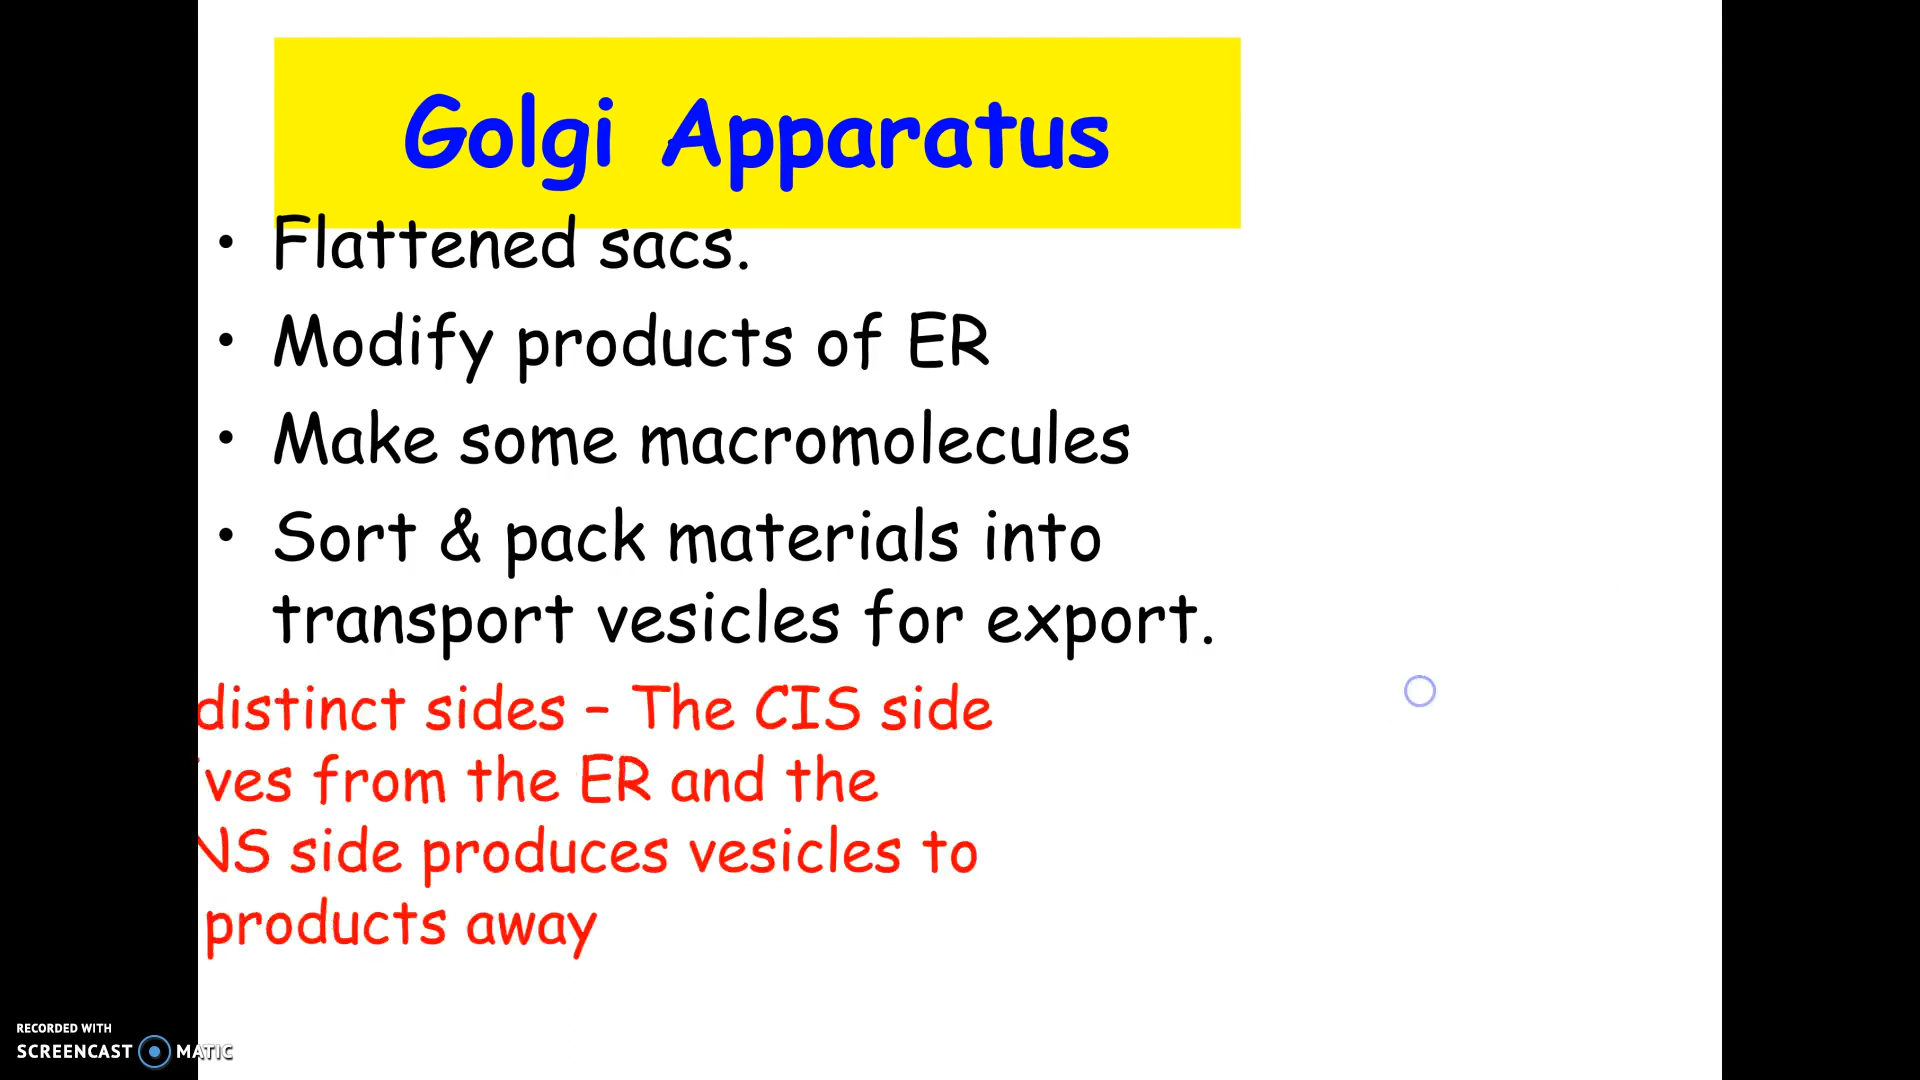 Golgi Apparatus
• Flattened sacs.
• Modify products of ER
• Make some macromolecules
• Sort & pack materials into
transport vesicles for export.
distinct sides – The CIS side
ives from the ER and the
NS side produces vesicles to
products away
RECORDED WITH
SCREENCAST MATIC